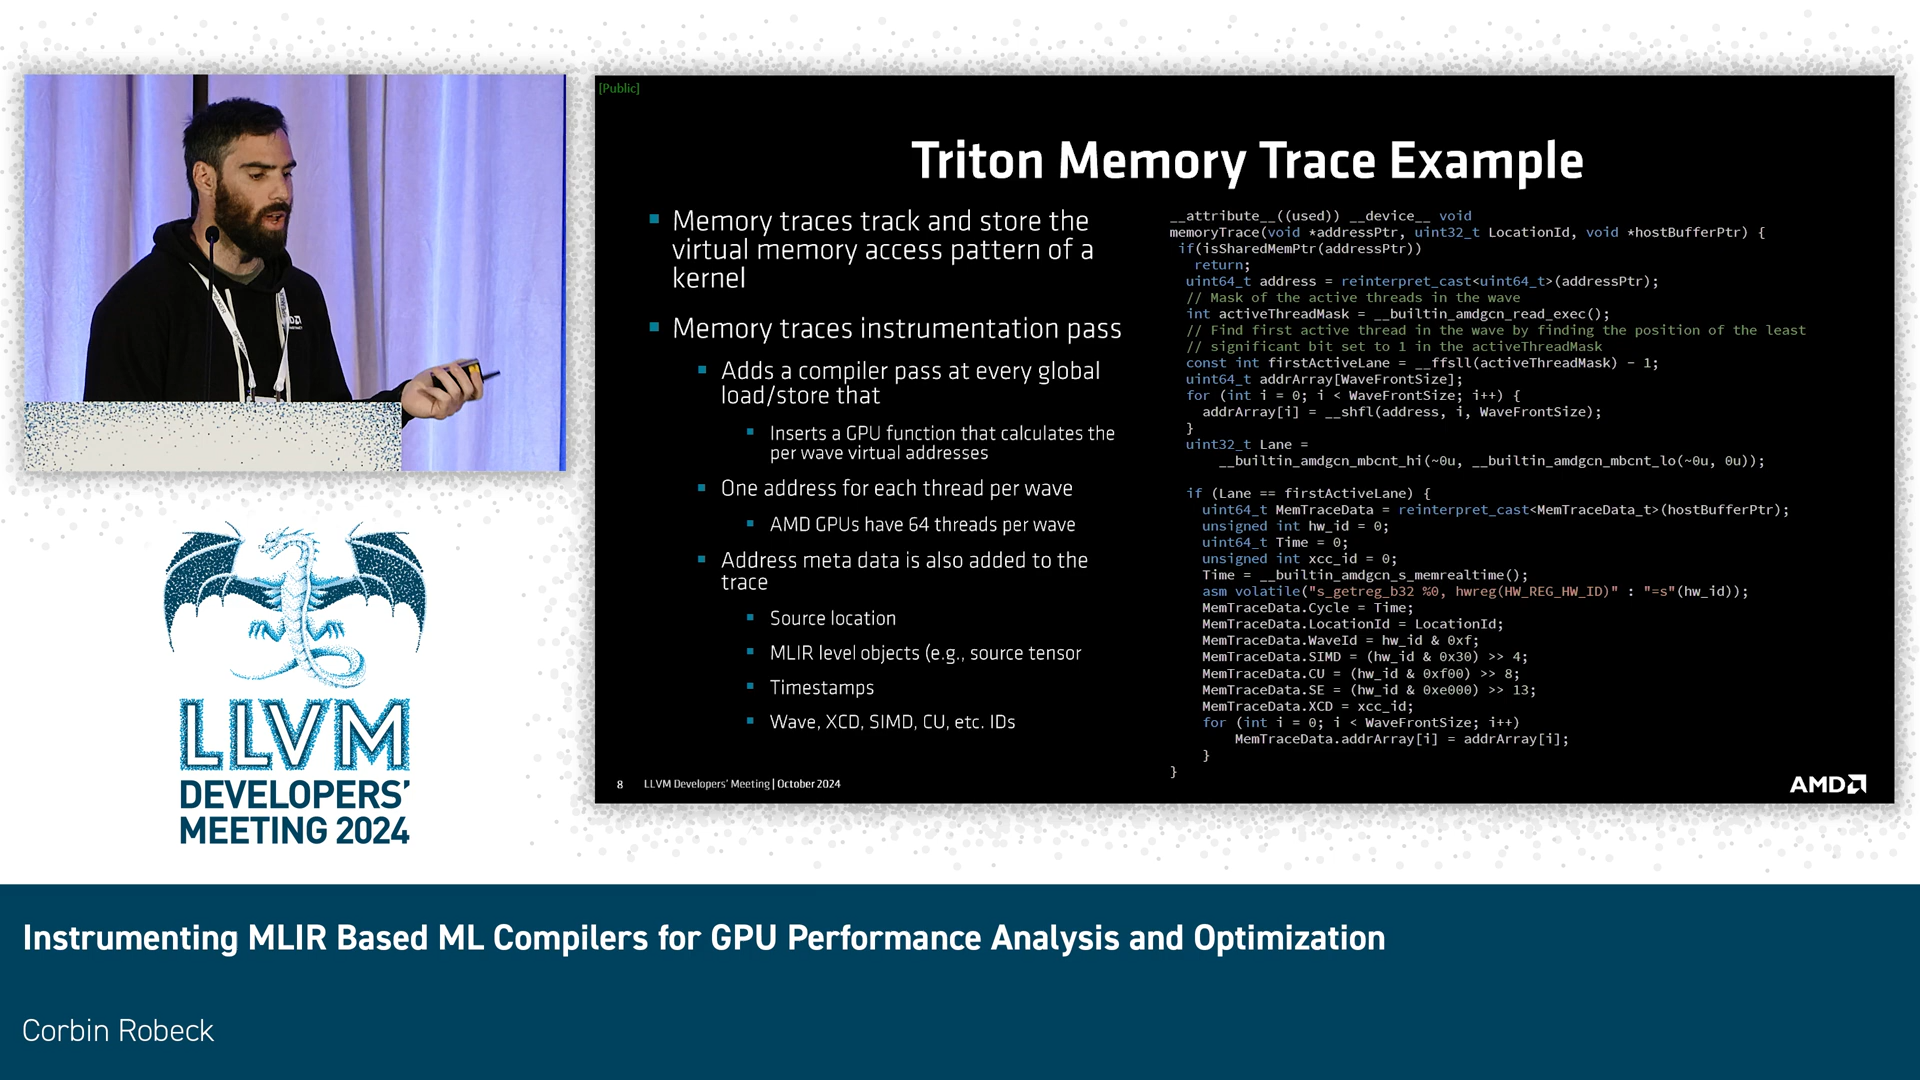 [Public]
Triton Memory Trace Example
Memory traces track and store the
virtual memory access pattern of a
kernel
Memory traces instrumentation pass
Adds a compiler pass at every global
load/store that
Inserts a GPU function that calculates the
per wave virtual addresses
One address for each thread per wave
AMD GPUs have 64 threads per wave
Address meta data is also added to the
trace
Source location
MLIR level objects (e.g., source tensor
Timestamps
Wave, XCD, SIMD, CU, etc. IDs
__attribute__((used)) __device__ void
memoryTrace(void *addressPtr, uint32_t LocationId, void *hostBufferPtr) {
if(isSharedMemPtr(addressPtr))
return;
uint64_t address = reinterpret_cast<uint64_t>(addressPtr);
// Mask of the active threads in the wave
int activeThreadMask = __builtin_amdgcn_read_exec();
// Find first active thread in the wave by finding the position of the least
// significant bit set to 1 in the activeThreadMask
const int firstActiveLane = __ffsll(activeThreadMask) - 1;
uint64_t addrArray[WaveFrontSize];
for (int i = 0; i < WaveFrontSize; i++) {
addrArray[i] = __shfl(address, i, WaveFrontSize);
}
uint32_t Lane =
__builtin_amdgcn_mbcnt_hi(~0u, __builtin_amdgcn_mbcnt_lo(~0u, 0u));
if (Lane == firstActiveLane) {
uint64_t MemTraceData = reinterpret_cast<MemTraceData_t>(hostBufferPtr);
unsigned int hw_id = 0;
uint64_t Time = 0;
unsigned int xcc_id = 0;
Time = __builtin_amdgcn_s_memrealtime();
asm volatile("s_getreg_b32 %0, hwreg(HW_REG_HW_ID)" : "=s"(hw_id));
MemTraceData.Cycle = Time;
MemTraceData.LocationId = LocationId;
MemTraceData.WaveId = hw_id & 0xf;
MemTraceData.SIMD = (hw_id & 0x30) >> 4;
MemTraceData.CU = (hw_id & 0xf00) >> 8;
MemTraceData.SE = (hw_id & 0xe000) >> 13;
MemTraceData.XCD = xcc_id;
for (int i = 0; i < WaveFrontSize; i++)
MemTraceData.addrArray[i] = addrArray[i];
}
}
8 LLVM Developers' Meeting | October 2024
AMD
LLVM
DEVELOPERS'
MEETING 2024
Instrumenting MLIR Based ML Compilers for GPU Performance Analysis and Optimization
Corbin Robeck